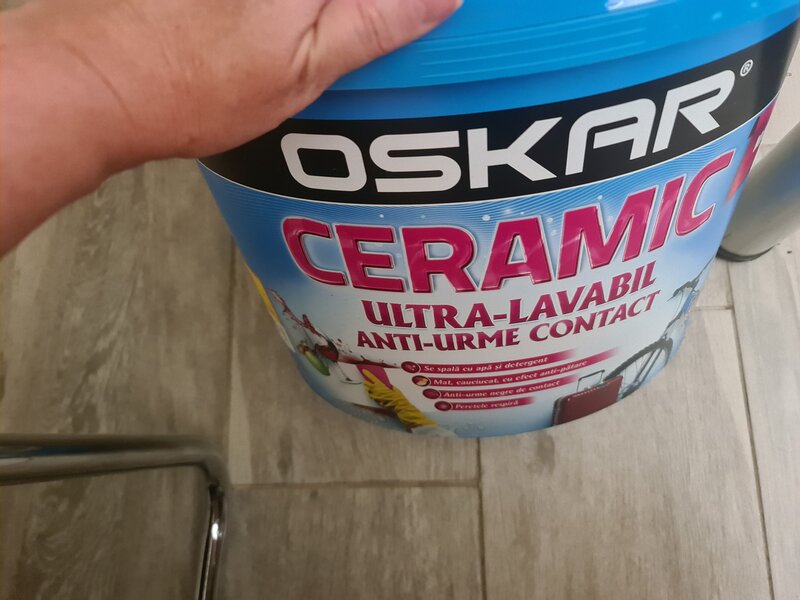 OSKAR®
CERAMIC
ULTRA-LAVABIL
ANTI-URME CONTACT
Se spală cu apă și detergent
Mat, cauciucat, cu efect anti-pătare
Anti-urme negre de contact
Peretele respiră